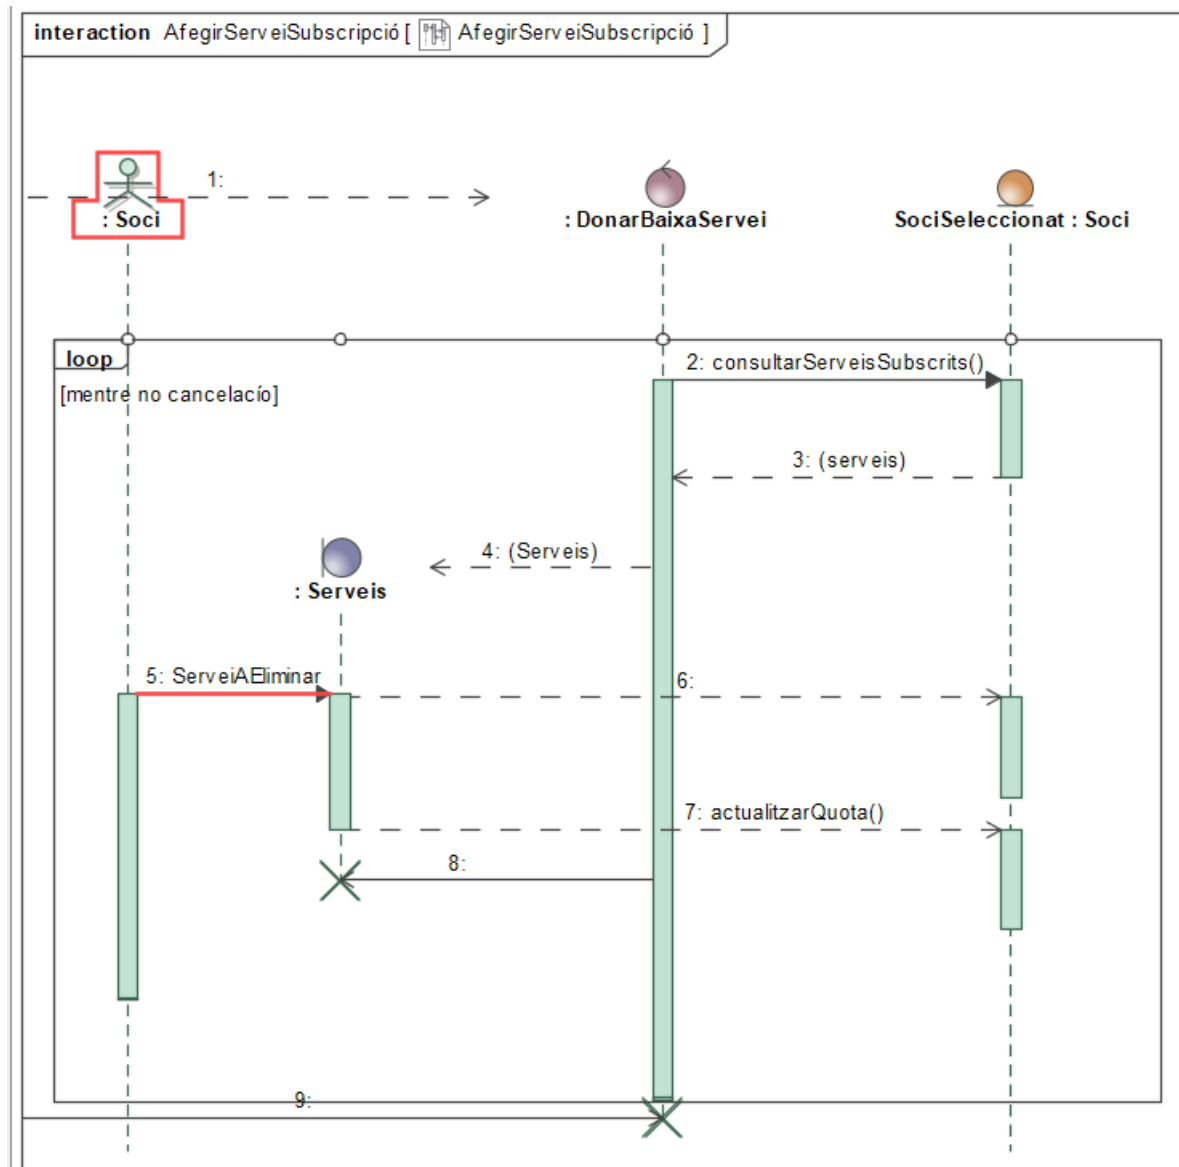 interaction AfegirServeiSubscripció [ AfegirServeiSubscripció ]
1:
: Soci
: DonarBaixaServei
SociSeleccionat : Soci
loop
[mentre no cancelacío]
2: consultarServeisSubscrits()
3: (serveis)
4: (Serveis)
: Serveis
5: ServeiAEliminar
6:
7: actualitzarQuota()
8:
9: